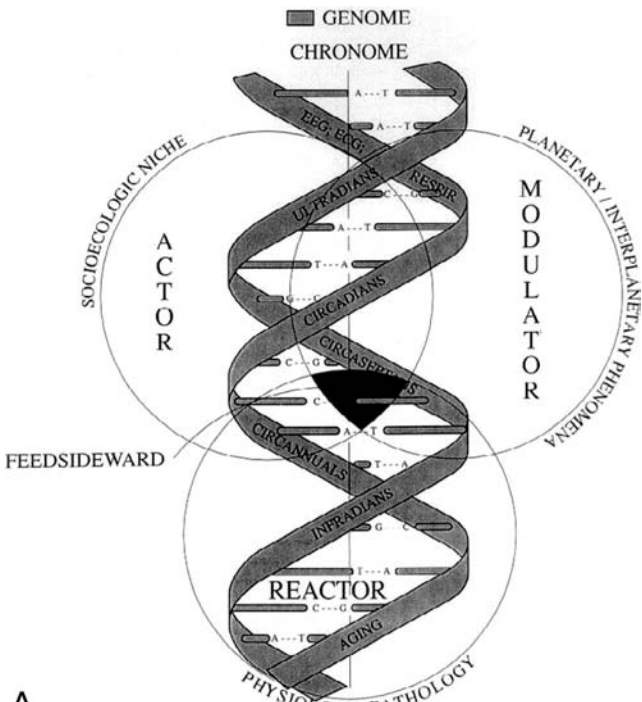 GENOME
CHRONOME
A---T
EEG; ECG;
A---T
RESPIR
ULTRADIANS
C---G
A---T
T---A
G---C
CIRCADIANS
SOCIOECOLOGIC NICHE
ACTOR
PLANETARY / INTERPLANETARY PHENOMENA
MODULATOR
C---G
C
FEEDSIDEWARD
A---T
CIRCANNUALS
T---A
INFRADIANS
G C
T---A
REACTOR
C---G
A---T
AGING
PATHOLOGY
A